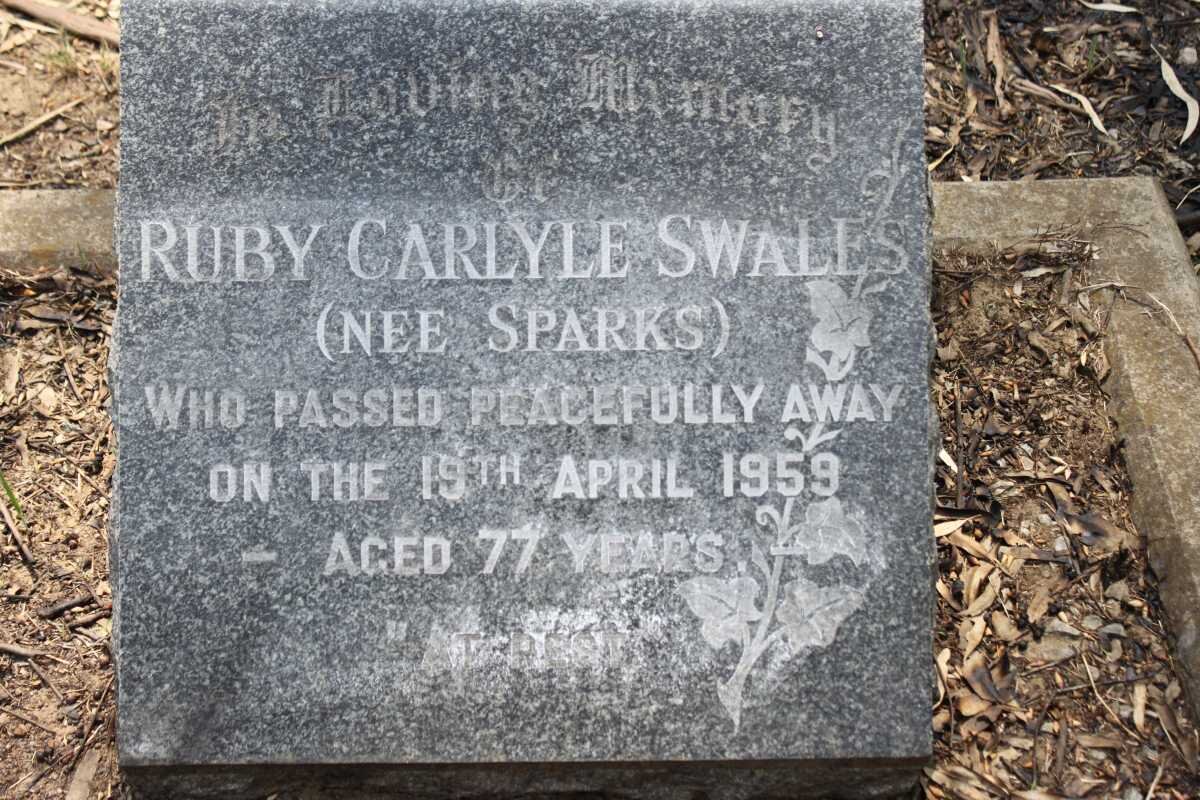 In Loving Memory
Of
RUBY CARLYLE SWALES
(NEE SPARKS)
WHO PASSED PEACEFULLY AWAY
ON THE 19TH APRIL 1959
– AGED 77 YEARS. –
"AT REST"